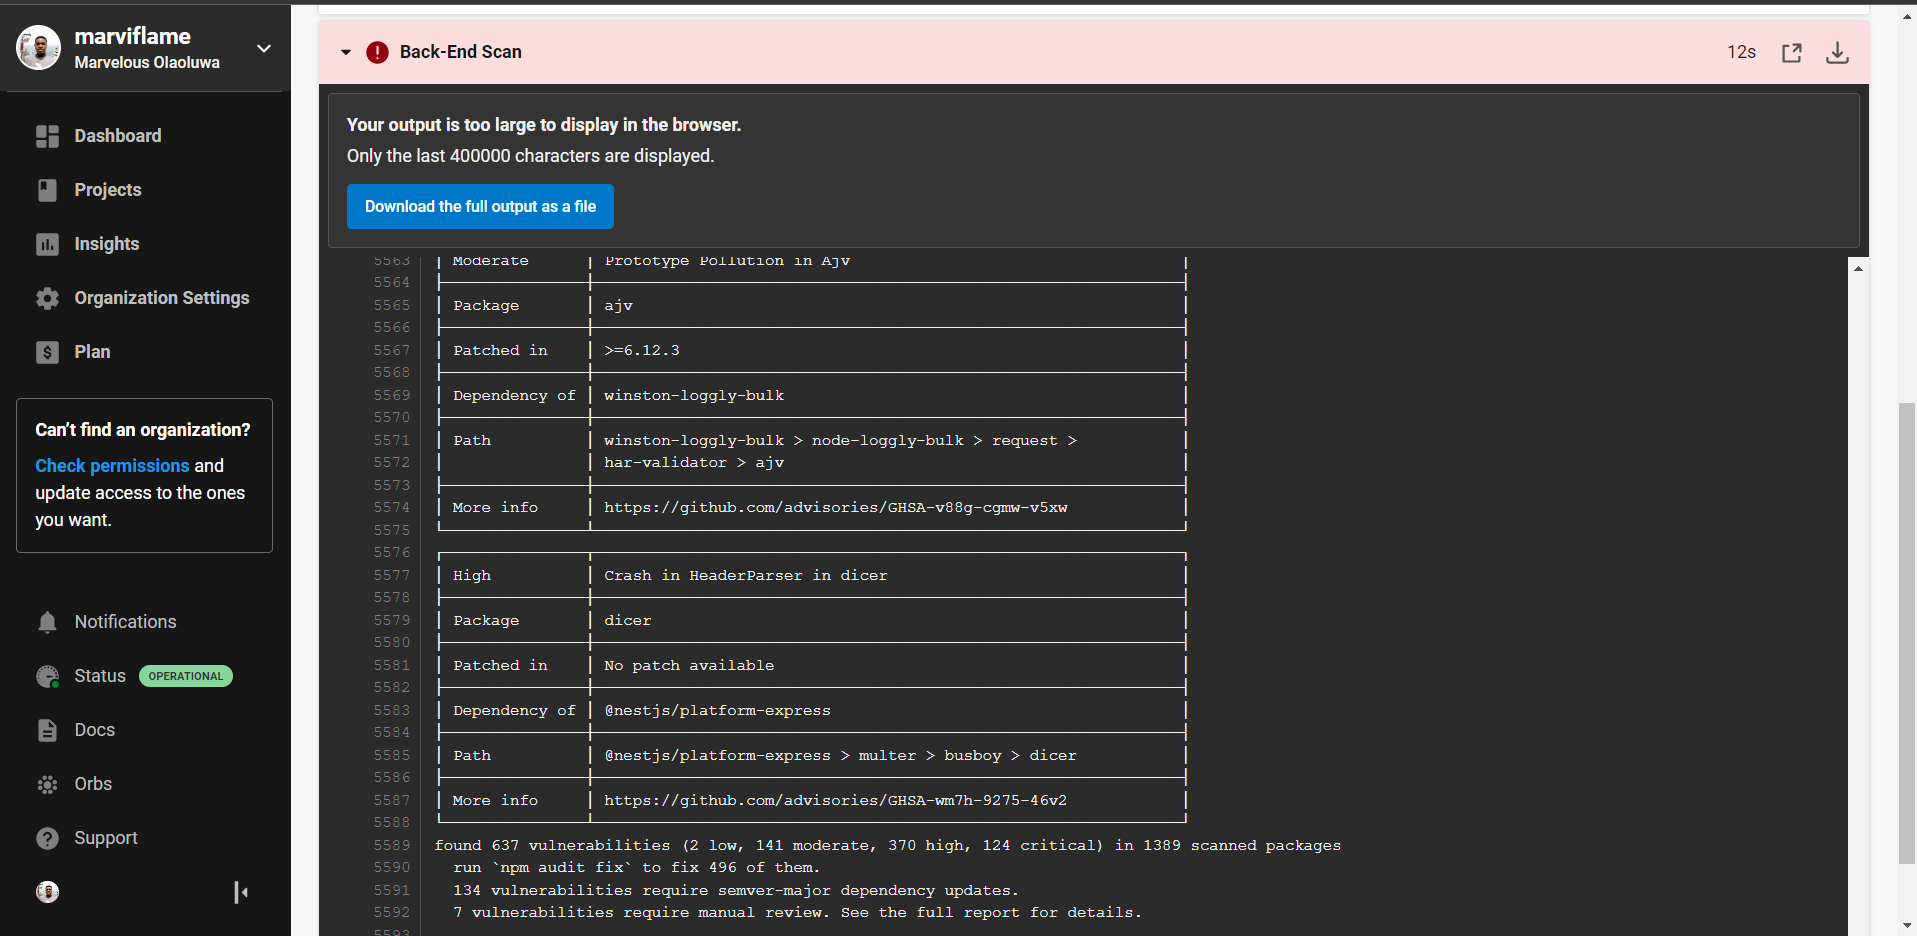 marviflame
Marvelous Olaoluwa
Dashboard
Projects
Insights
Organization Settings
Plan
Can’t find an organization?
Check permissions and
update access to the ones
you want.
Notifications
Status OPERATIONAL
Docs
Orbs
Support
Back-End Scan 12s
Your output is too large to display in the browser.
Only the last 400000 characters are displayed.
Download the full output as a file
5563 Moderate Prototype Pollution in Ajv
5564
5565 Package ajv
5566
5567 Patched in >=6.12.3
5568
5569 Dependency of winston-loggly-bulk
5570
5571 Path winston-loggly-bulk > node-loggly-bulk > request >
5572 har-validator > ajv
5573
5574 More info https://github.com/advisories/GHSA-v88g-cgmw-v5xw
5575
5576
5577 High Crash in HeaderParser in dicer
5578
5579 Package dicer
5580
5581 Patched in No patch available
5582
5583 Dependency of @nestjs/platform-express
5584
5585 Path @nestjs/platform-express > multer > busboy > dicer
5586
5587 More info https://github.com/advisories/GHSA-wm7h-9275-46v2
5588
5589 found 637 vulnerabilities (2 low, 141 moderate, 370 high, 124 critical) in 1389 scanned packages
5590 run `npm audit fix` to fix 496 of them.
5591 134 vulnerabilities require semver-major dependency updates.
5592 7 vulnerabilities require manual review. See the full report for details.
5593